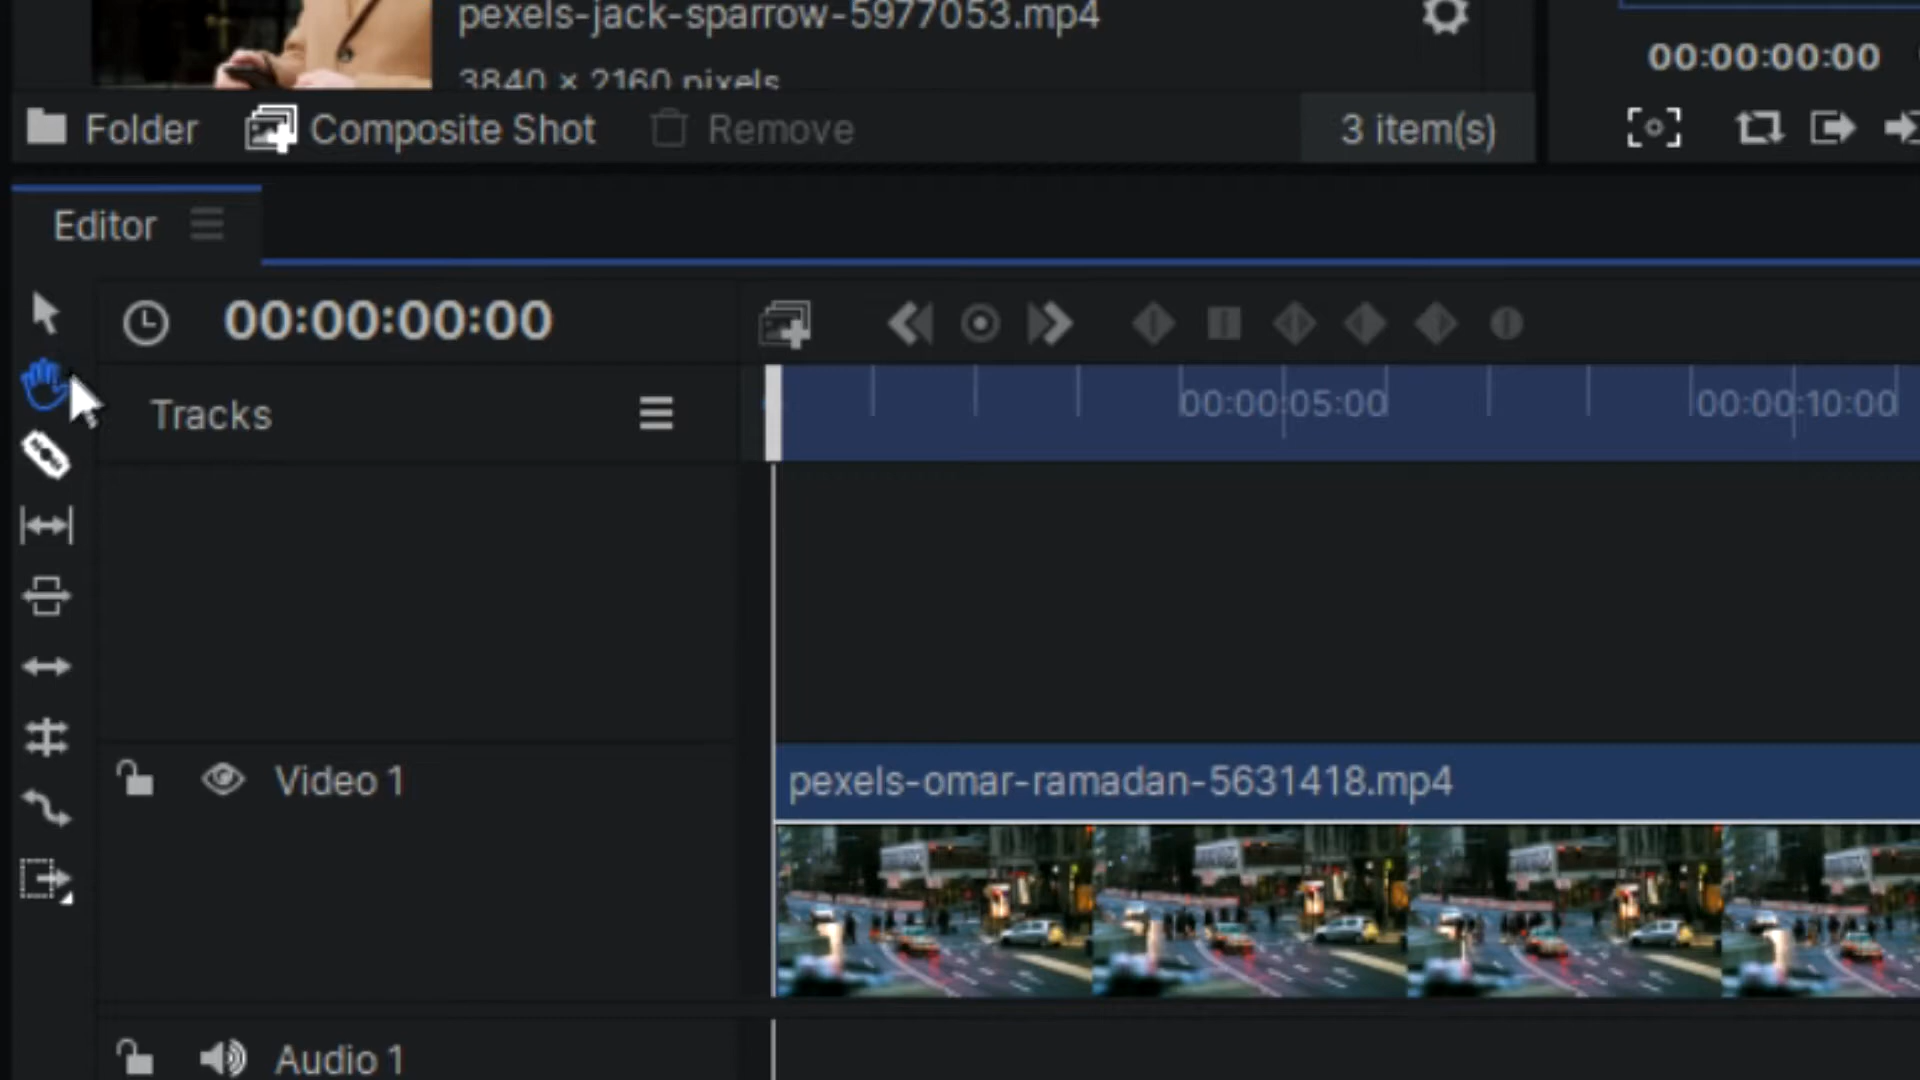 pexels-jack-sparrow-5977053.mp4
3840 × 2160 pixels
00:00:00:00
Folder
Composite Shot
Remove
3 item(s)
Editor
00:00:00:00
Tracks
00:00:05:00
00:00:10:00
Video 1
pexels-omar-ramadan-5631418.mp4
Audio 1